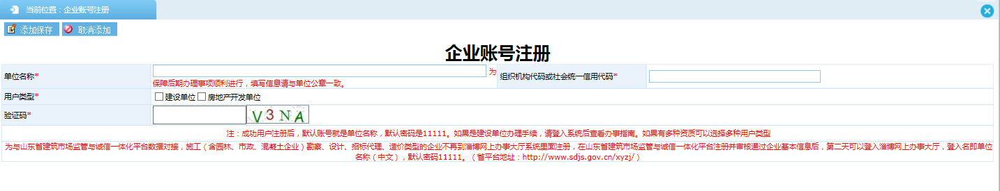 当前位置：企业账号注册
添加保存 取消添加
企业账号注册
单位名称* 为
保障后期办理事项顺利进行，填写信息请与单位公章一致。
组织机构代码或社会统一信用代码*
用户类型* 建设单位 房地产开发单位
验证码* V3NA
注：成功用户注册后，默认账号就是单位名称，默认密码是11111。如果是建设单位办理手续，请登入系统后查看办事指南。如果有多种资质可以选择多种用户类型
为与山东省建筑市场监管与诚信一体化平台数据对接，施工（含园林、市政、混凝土企业）勘察、设计、招标代理、造价类型的企业不再到淄博网上办事大厅系统里面注册，在山东省建筑市场监管与诚信一体化平台注册并审核通过企业基本信息后，第二天可以登入淄博网上办事大厅，登入名即单位
名称（中文），默认密码11111。（省平台地址：http://www.sdjs.gov.cn/xyzj/）